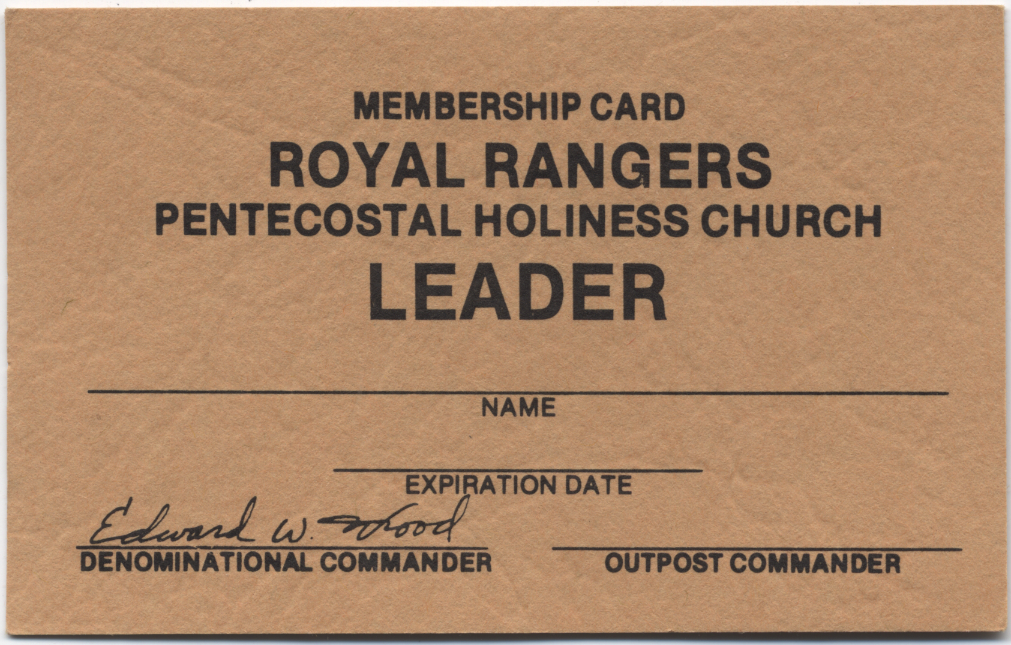 MEMBERSHIP CARD
ROYAL RANGERS
PENTECOSTAL HOLINESS CHURCH
LEADER
NAME
EXPIRATION DATE
Edward W. Wood
DENOMINATIONAL COMMANDER
OUTPOST COMMANDER